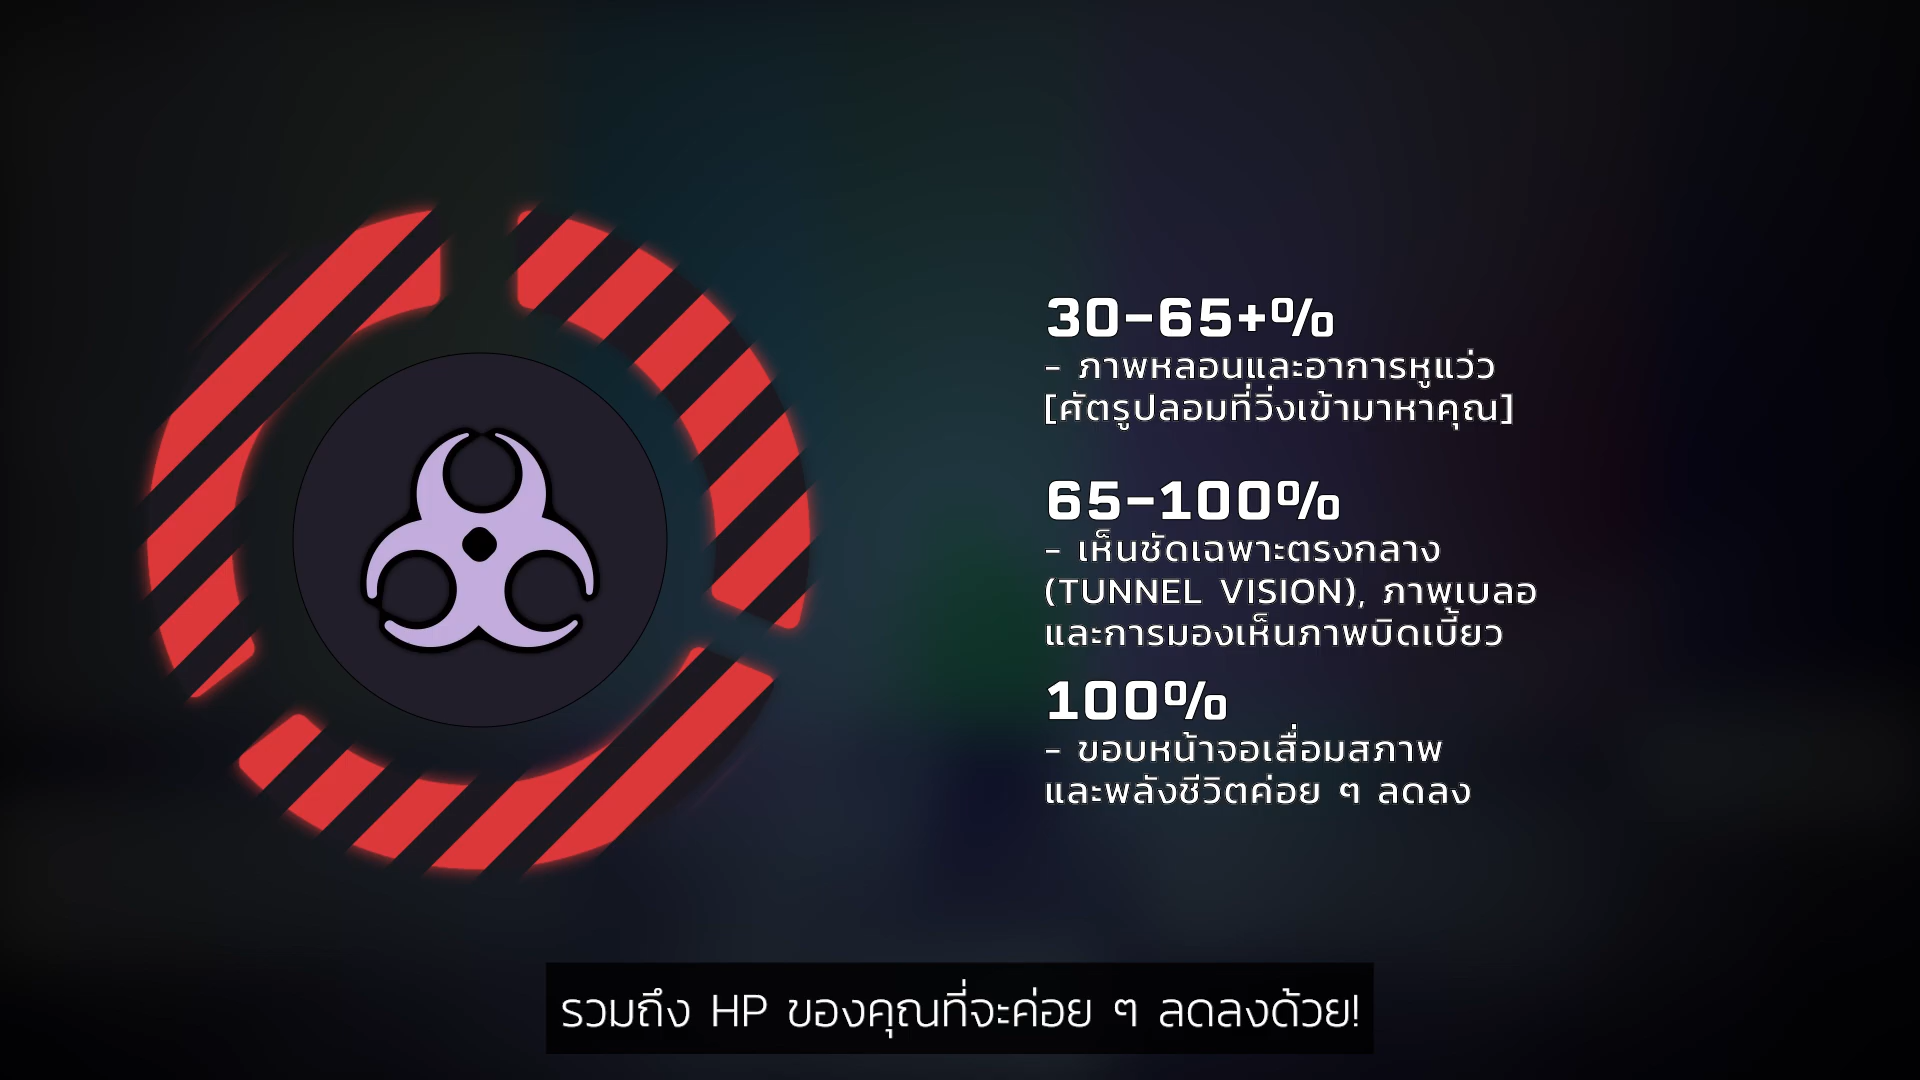 30-65+%
- ภาพหลอนและอาการหูแว่ว
[ศัตรูปลอมที่วิ่งเข้ามาหาคุณ]
65-100%
- เห็นชัดเฉพาะตรงกลาง
(TUNNEL VISION), ภาพเบลอ
และการมองเห็นภาพบิดเบี้ยว
100%
- ขอบหน้าจอเสื่อมสภาพ
และพลังชีวิตค่อย ๆ ลดลง
รวมถึง HP ของคุณที่จะค่อย ๆ ลดลงด้วย!